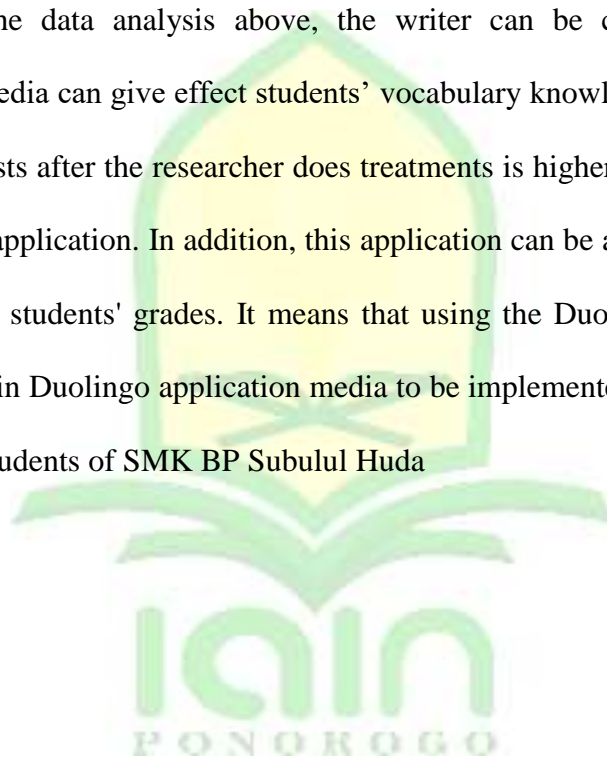 he data analysis above, the writer can be
edia can give effect students’ vocabulary knowl
sts after the researcher does treatments is higher
application. In addition, this application can be a
students' grades. It means that using the Duo
in Duolingo application media to be implemente
udents of SMK BP Subulul Huda
iain
PONOROGO